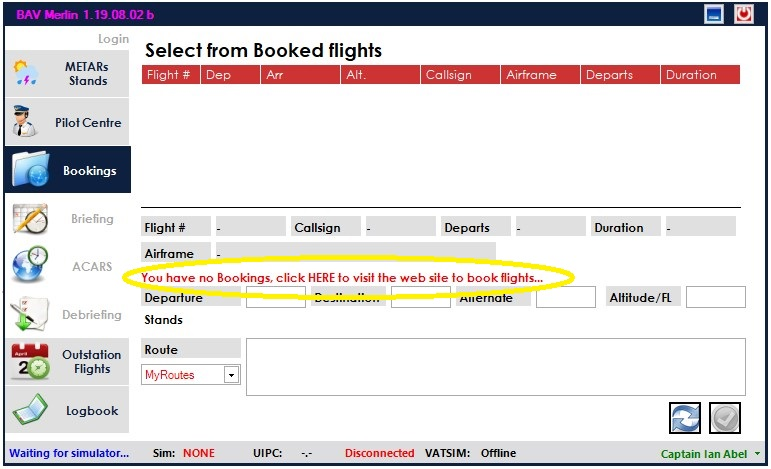 BAV Merlin 1.19.08.02 b
Login
METARs
Stands
Pilot Centre
Bookings
Briefing
ACARS
Debriefing
April
2
Outstation
Flights
Logbook
Select from Booked flights
Flight # Dep Arr Alt. Callsign Airframe Departs Duration
Flight # - Callsign - Departs - Duration -
Airframe -
You have no Bookings, click HERE to visit the web site to book flights...
Departure Destination Alternate Altitude/FL
Stands
Route
MyRoutes
Waiting for simulator... Sim: NONE UIPC: -.- Disconnected VATSIM: Offline Captain Ian Abel